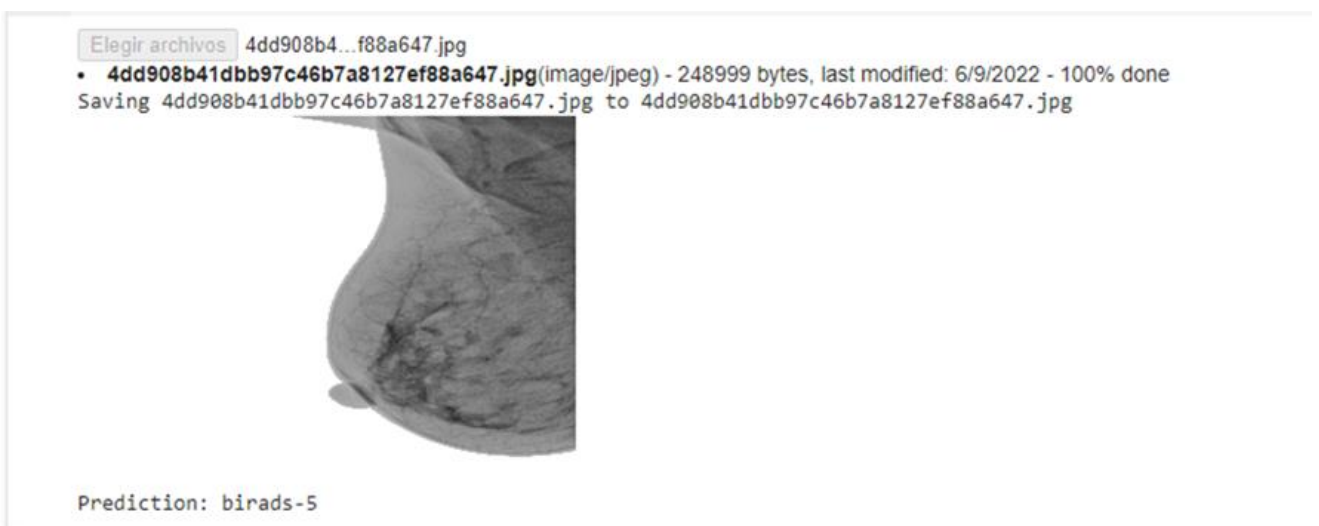 Elegir archivos 4dd908b4...f88a647.jpg
• 4dd908b41dbb97c46b7a8127ef88a647.jpg(image/jpeg) - 248999 bytes, last modified: 6/9/2022 - 100% done
Saving 4dd908b41dbb97c46b7a8127ef88a647.jpg to 4dd908b41dbb97c46b7a8127ef88a647.jpg
Prediction: birads-5